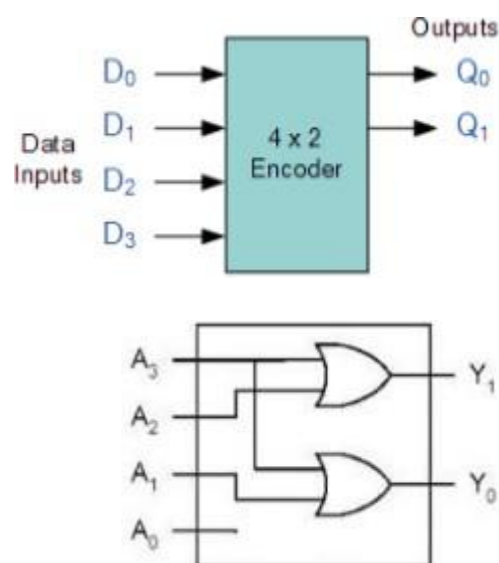 Outputs
D₀ Q₀
D₁ 4 x 2 Q₁
Data
Inputs
Encoder
D₂
D₃
A₃ Y₁
A₂
A₁ Y₀
A₀